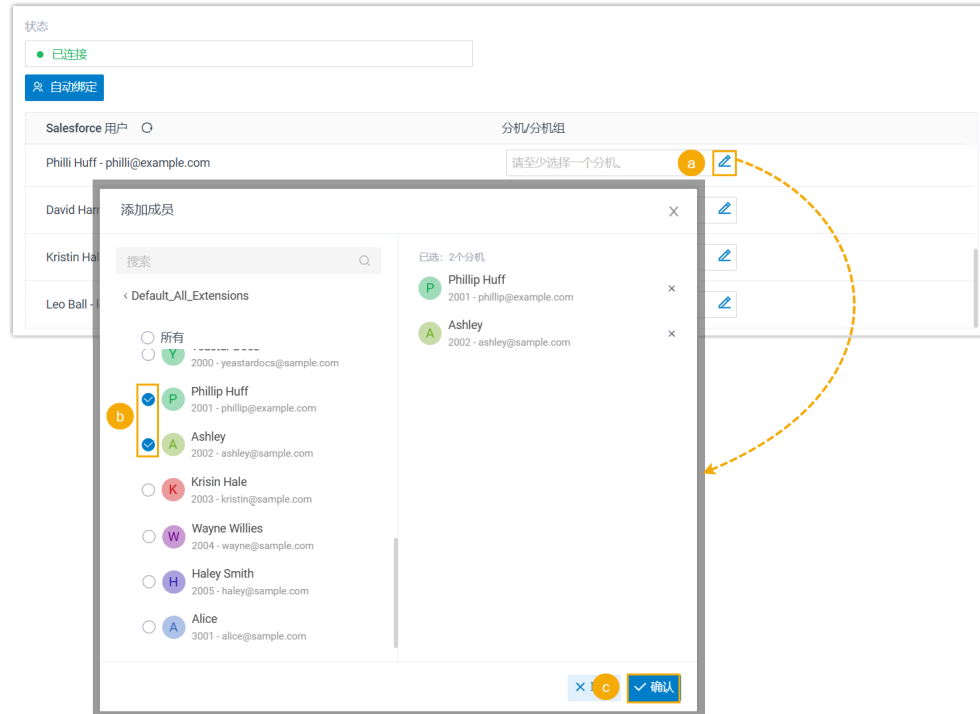 状态
已连接
自动绑定
Salesforce 用户
分机/分机组
Philli Huff - philli@example.com
请至少选择一个分机。
a
David Harr
添加成员
Kristin Hal
搜索
已选：2个分机
P
Phillip Huff
2001 - phillip@example.com
Default_All_Extensions
Leo Ball - l
A
Ashley
2002 - ashley@sample.com
所有
Y
2000 - yeastardocs@sample.com
b
P
Phillip Huff
2001 - phillip@example.com
A
Ashley
2002 - ashley@sample.com
K
Krisin Hale
2003 - kristin@sample.com
W
Wayne Willies
2004 - wayne@sample.com
H
Haley Smith
2005 - haley@sample.com
A
Alice
3001 - alice@sample.com
c
确认